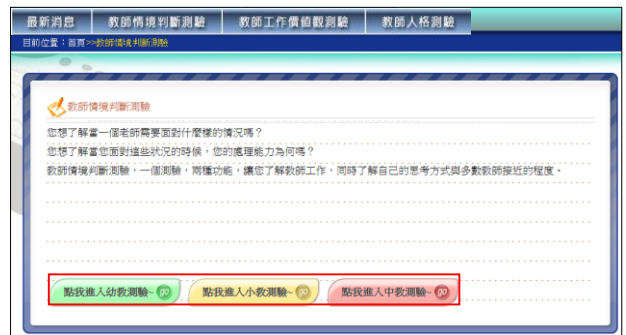 最新消息 教師情境判斷測驗 教師工作價值觀測驗 教師人格測驗
目前位置：首頁>>教師情境判斷測驗
教師情境判斷測驗
您想了解當一個老師需要面對什麼樣的情況嗎？
您想了解當您面對這些狀況的時候，您的處理能力為何嗎？
教師情境判斷測驗，一個測驗，兩種功能，讓您了解教師工作，同時了解自己的思考方式與多數教師接近的程度。
點我進入幼教測驗~ go 點我進入小教測驗~ go 點我進入中教測驗~ go